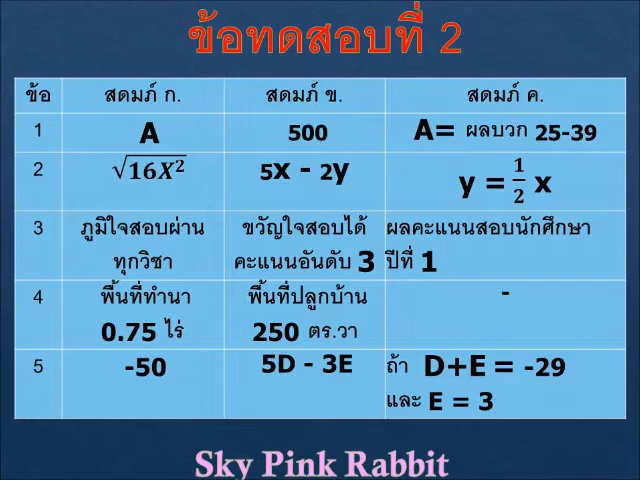 ข้อทดสอบที่ 2
ข้อ สดมภ์ ก. สดมภ์ ข. สดมภ์ ค.
1 A 500 A= ผลบวก 25-39
2 √16X² 5x - 2y y = 1/2 x
3 ภูมิใจสอบผ่าน ขวัญใจสอบได้ ผลคะแนนสอบนักศึกษา
ทุกวิชา คะแนนอันดับ 3 ปีที่ 1
4 พื้นที่ทำนา พื้นที่ปลูกบ้าน -
0.75 ไร่ 250 ตร.วา
5 -50 5D - 3E ถ้า D+E = -29
และ E = 3
Sky Pink Rabbit